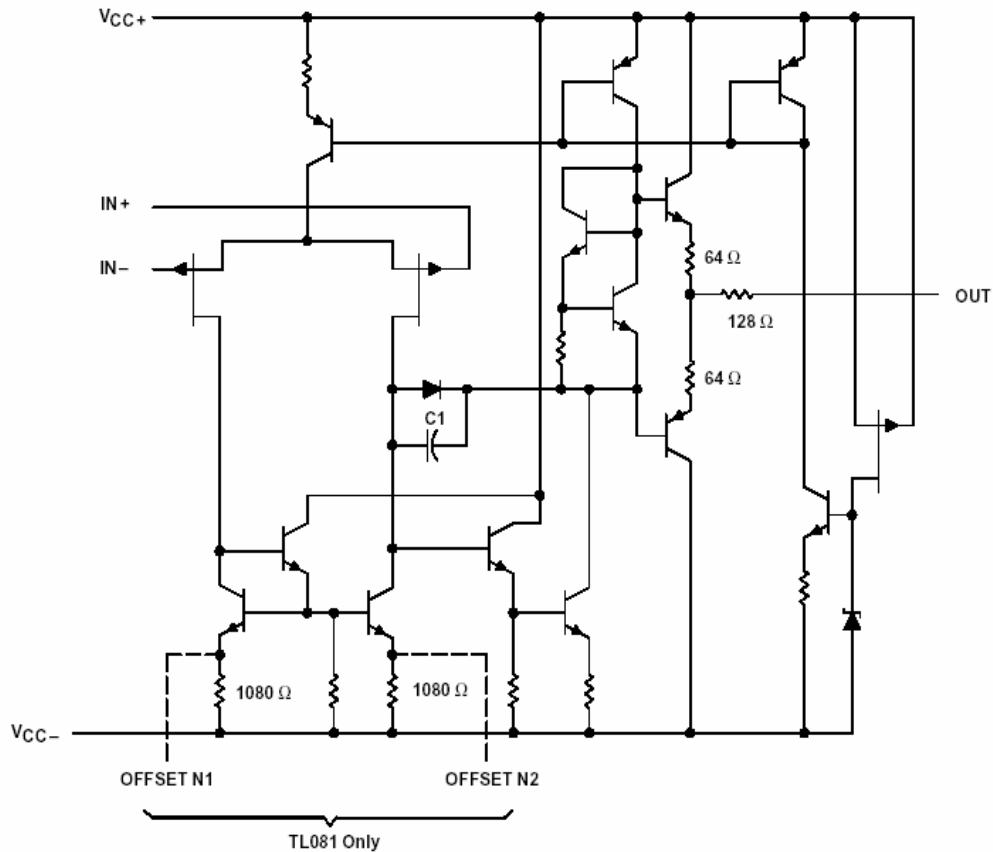 VCC+
IN+
IN−
64 Ω
OUT
128 Ω
64 Ω
C1
1080 Ω
1080 Ω
VCC−
OFFSET N1
OFFSET N2
TL081 Only